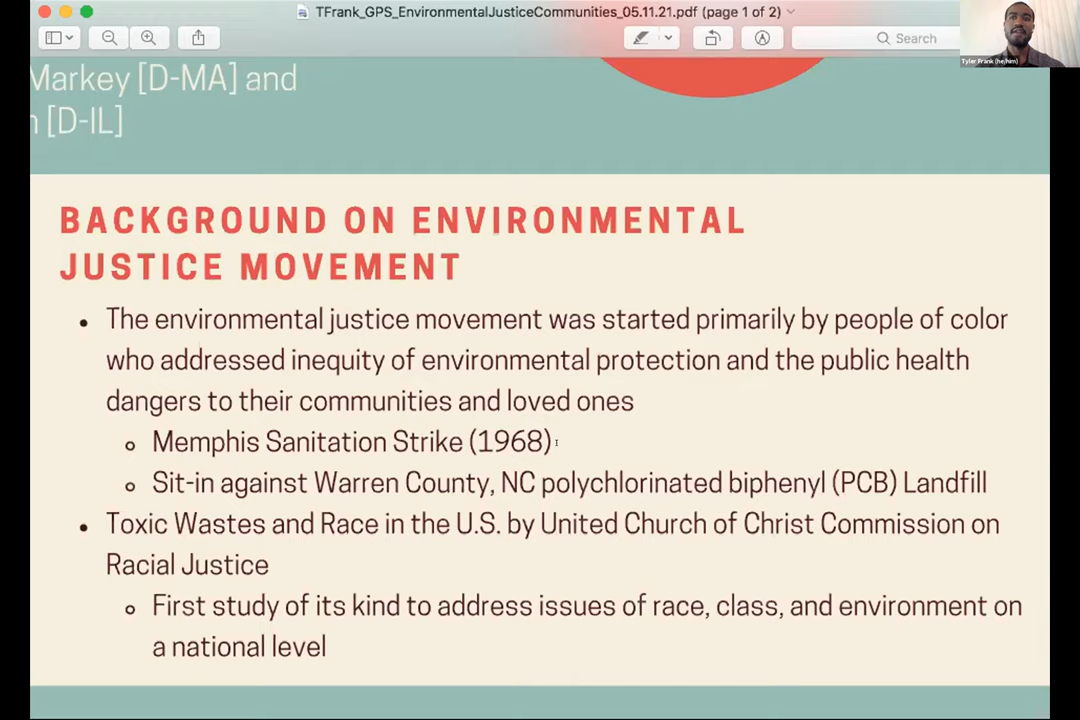 TFrank_GPS_EnvironmentalJusticeCommunities_05.11.21.pdf (page 1 of 2)
Search
Tyler Frank (he/him)
Markey [D-MA] and
[D-IL]
BACKGROUND ON ENVIRONMENTAL
JUSTICE MOVEMENT
• The environmental justice movement was started primarily by people of color
who addressed inequity of environmental protection and the public health
dangers to their communities and loved ones
Memphis Sanitation Strike (1968)
Sit-in against Warren County, NC polychlorinated biphenyl (PCB) Landfill
• Toxic Wastes and Race in the U.S. by United Church of Christ Commission on
Racial Justice
First study of its kind to address issues of race, class, and environment on
a national level